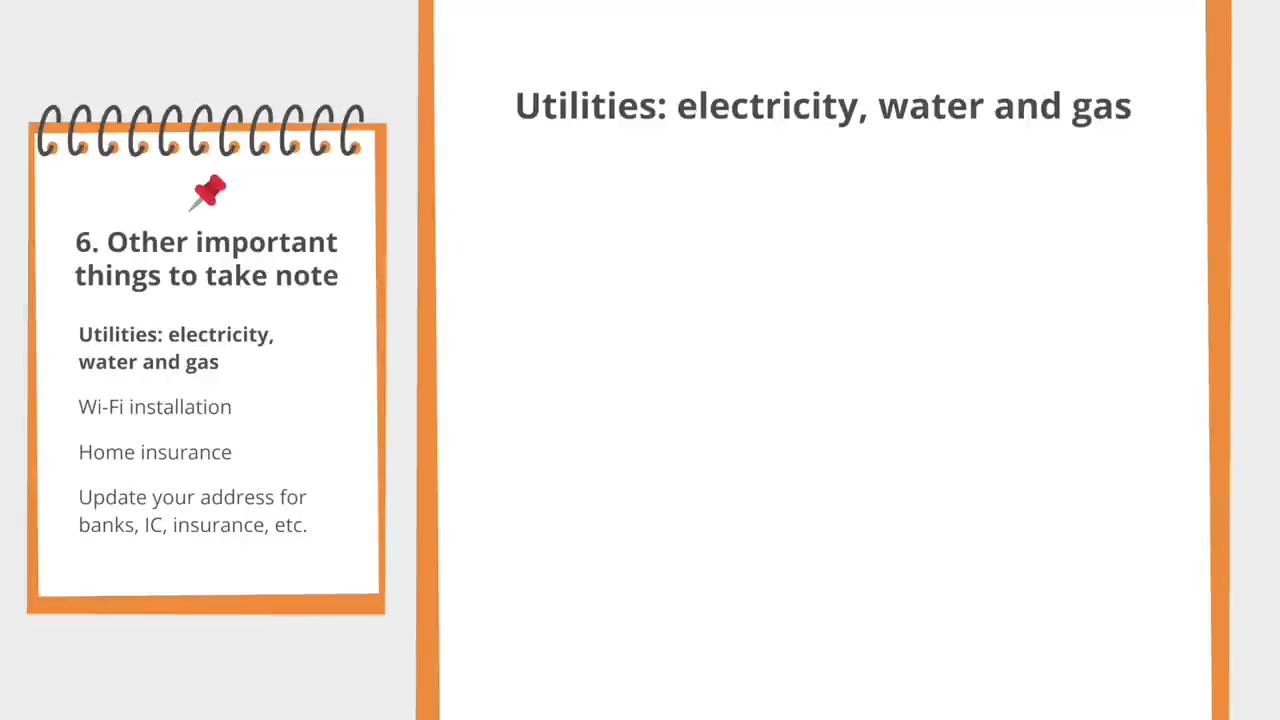 6. Other important
things to take note
Utilities: electricity,
water and gas
Wi-Fi installation
Home insurance
Update your address for
banks, IC, insurance, etc.
Utilities: electricity, water and gas